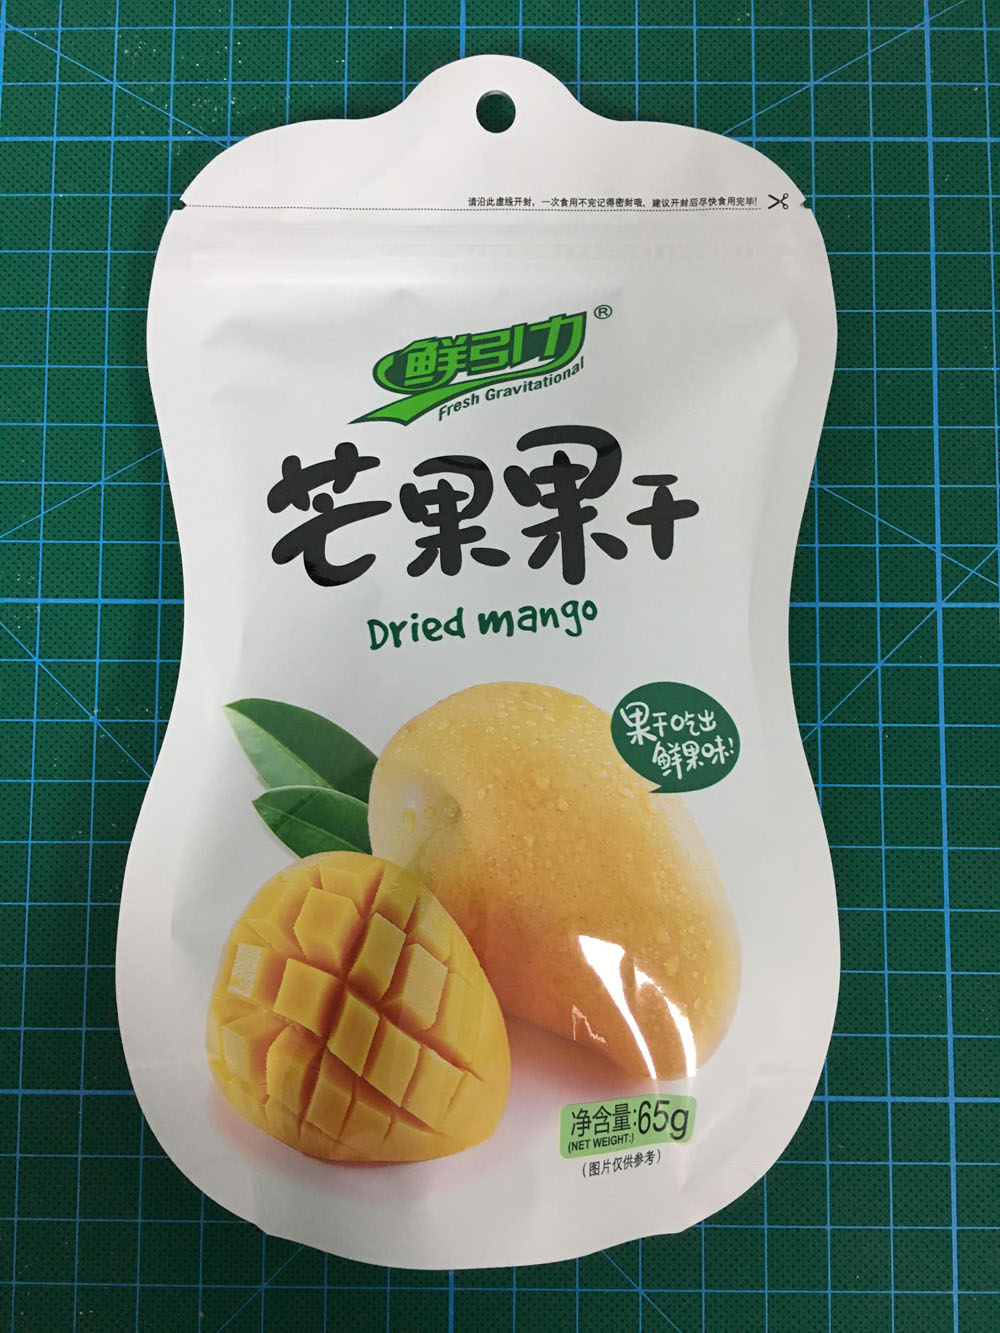 请沿此虚线开封，一次食用不完记得密封哦，建议开封后尽快食用完毕!
鲜引力®
Fresh Gravitational
芒果果干
Dried mango
果干吃出
鲜果味!
净含量:65g
(NET WEIGHT:)
(图片仅供参考)